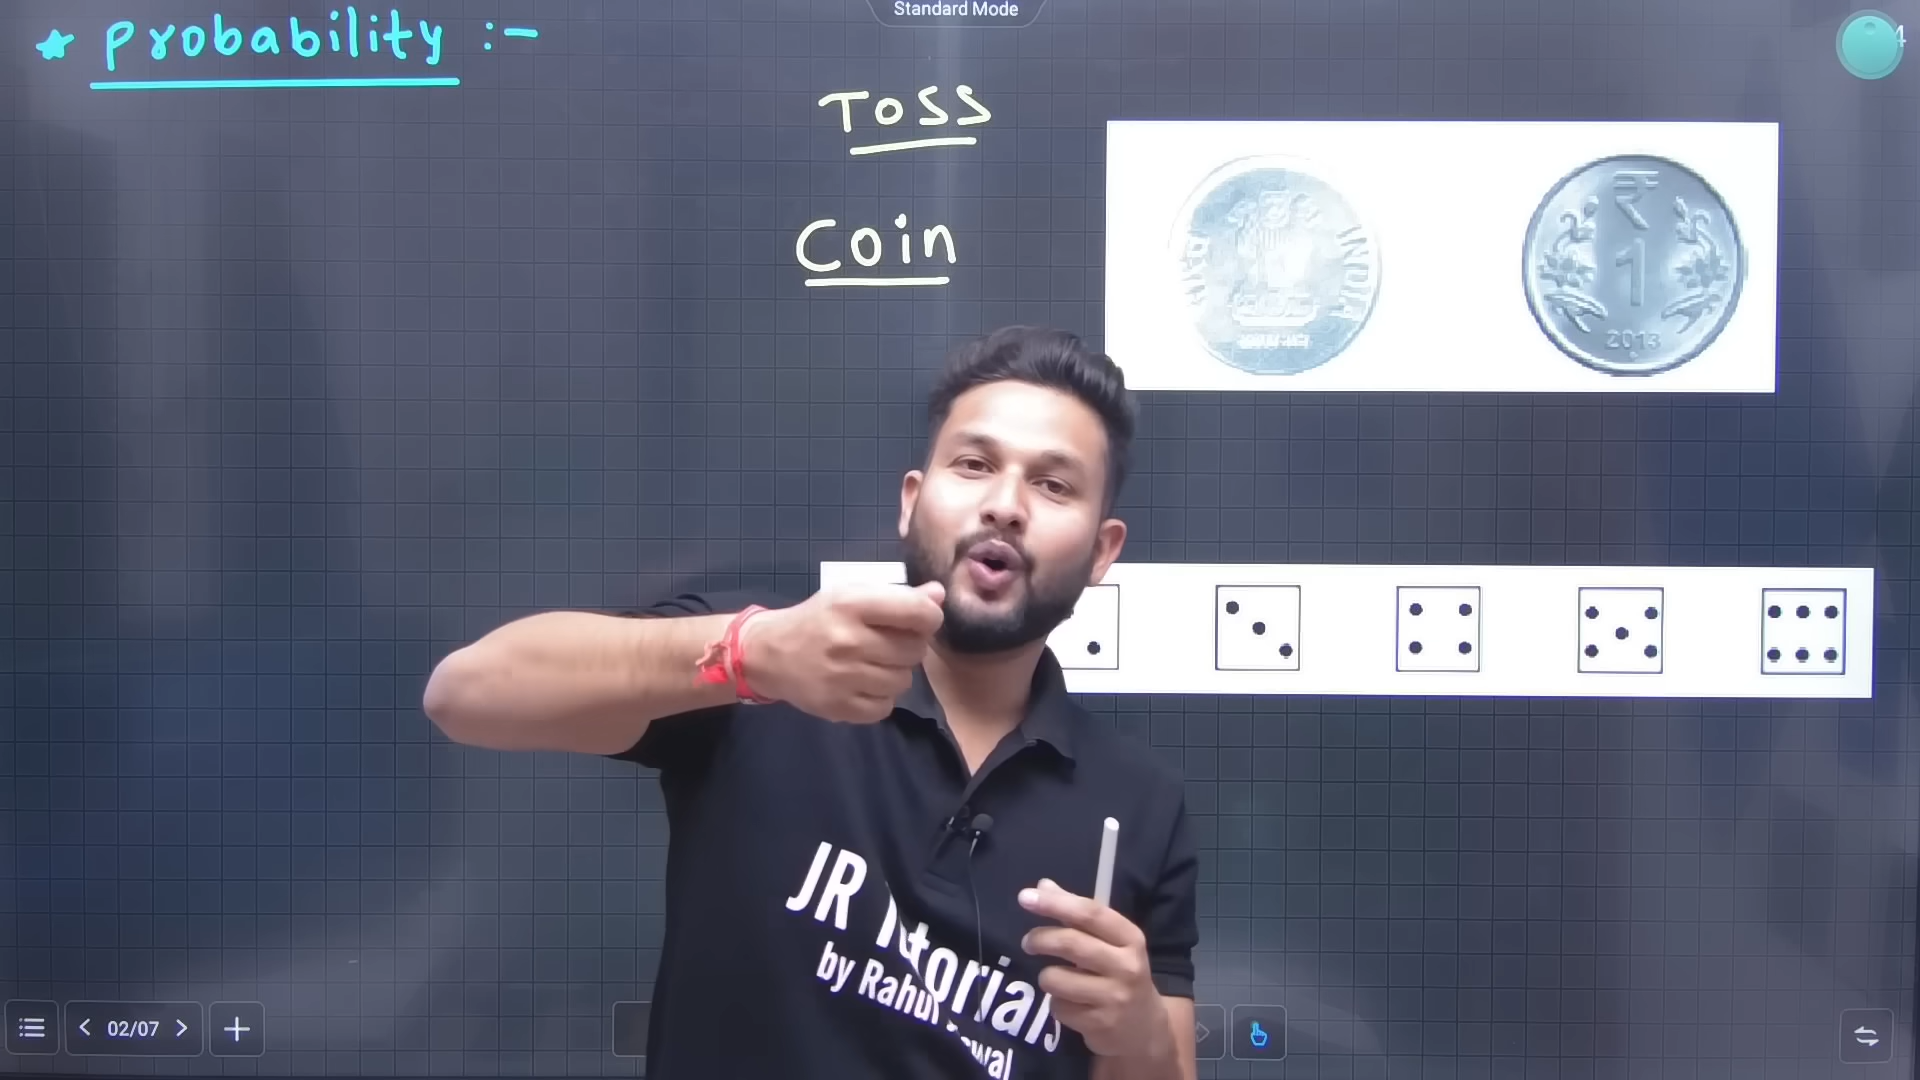 Standard Mode
★ probability :-
Toss
Coin
INDIA
₹
1
2013
JR Tutorials
by Rahul
02/07